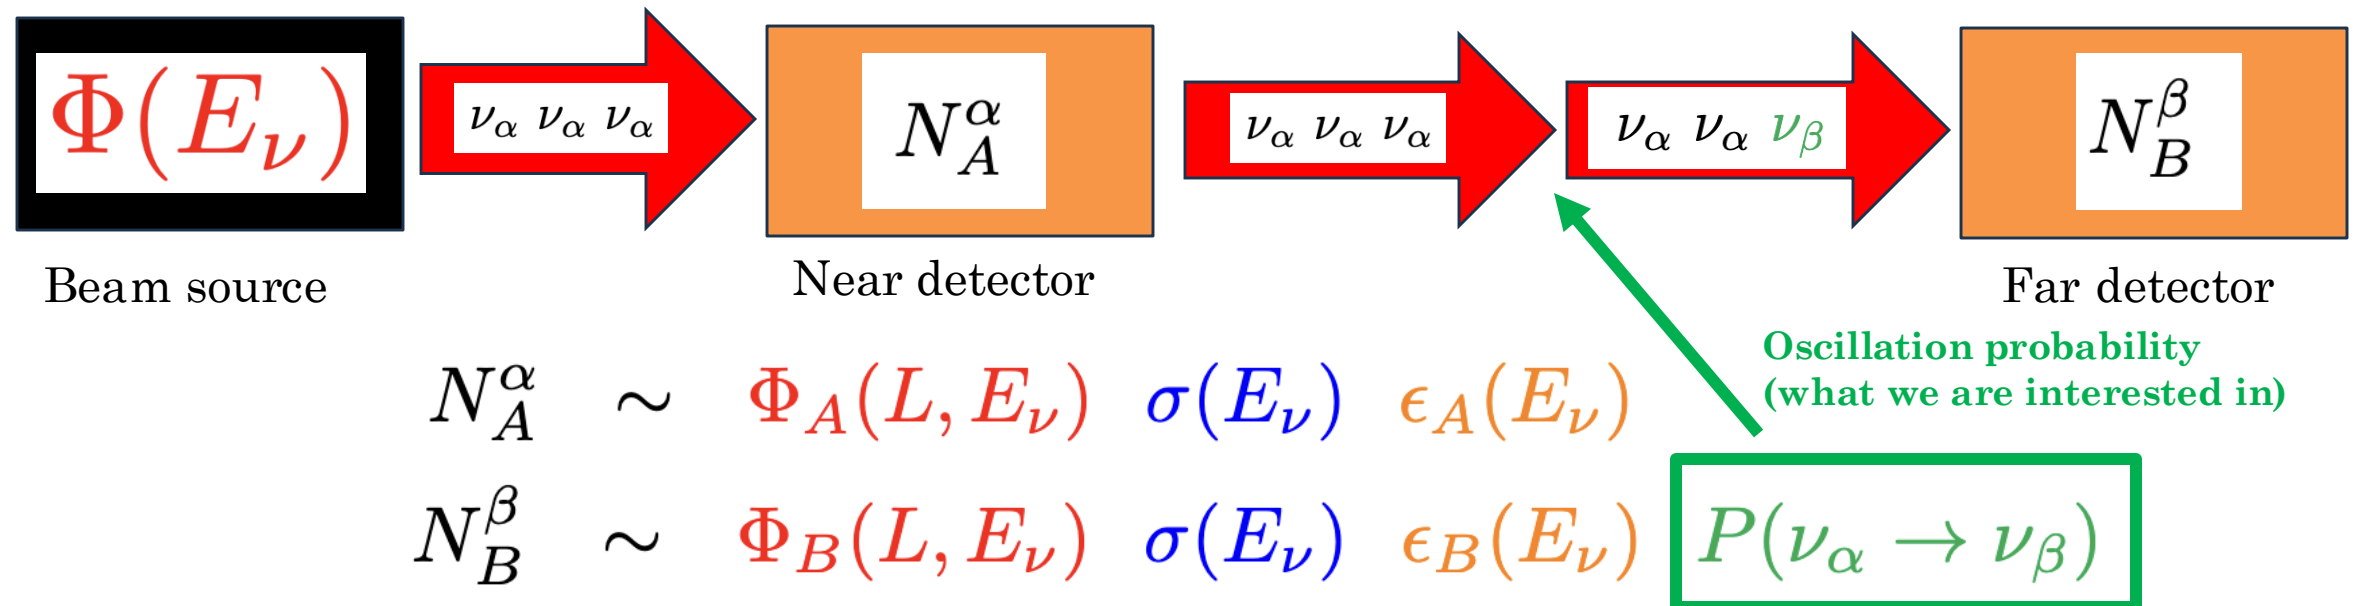 Φ(E_ν)
ν_α ν_α ν_α
N_A^α
ν_α ν_α ν_α
ν_α ν_α ν_β
N_B^β
Beam source
Near detector
Far detector
Oscillation probability
(what we are interested in)
N_A^α ∼ Φ_A(L, E_ν) σ(E_ν) ϵ_A(E_ν)
N_B^β ∼ Φ_B(L, E_ν) σ(E_ν) ϵ_B(E_ν) P(ν_α → ν_β)